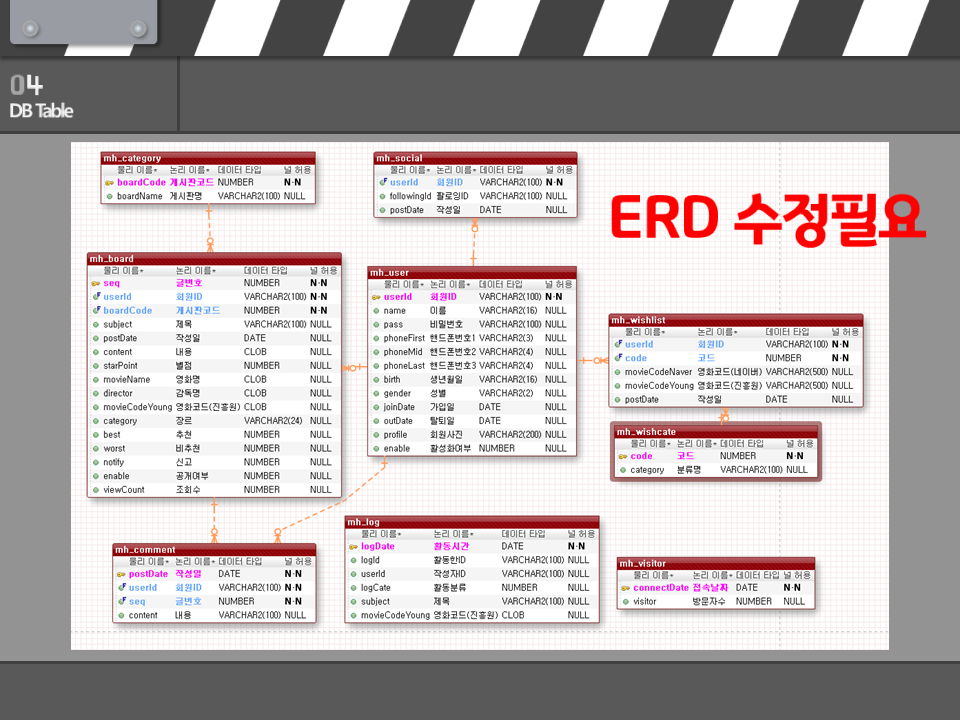 04
DB Table
ERD 수정필요
mh_category
물리 이름* 논리 이름* 데이터 타입 널 허용
boardCode 게시잔코드 NUMBER N-N
boardName 게시잔명 VARCHAR2(100) NULL
mh_social
물리 이름* 논리 이름* 데이터 타입 널 허용
userId 회원ID VARCHAR2(100) N-N
followingId 팔로잉ID VARCHAR2(100) NULL
postDate 작성일 DATE NULL
mh_board
물리 이름* 논리 이름* 데이터 타입 널 허용
seq 글번호 NUMBER N-N
userId 회원ID VARCHAR2(100) N-N
boardCode 게시잔코드 NUMBER N-N
subject 제목 VARCHAR2(100) NULL
postDate 작성일 DATE NULL
content 내용 CLOB NULL
starPoint 별점 NUMBER NULL
movieName 영화명 CLOB NULL
director 감독명 CLOB NULL
movieCodeYoung 영화코드(진흥원) CLOB NULL
category 장르 VARCHAR2(24) NULL
best 추천 NUMBER NULL
worst 비추천 NUMBER NULL
notify 신고 NUMBER NULL
enable 공개여부 NUMBER NULL
viewCount 조회수 NUMBER NULL
mh_user
물리 이름* 논리 이름* 데이터 타입 널 허용
userId 회원ID VARCHAR2(100) N-N
name 이름 VARCHAR2(16) NULL
pass 비밀번호 VARCHAR2(100) NULL
phoneFirst 핸드폰번호1 VARCHAR2(3) NULL
phoneMid 핸드폰번호2 VARCHAR2(4) NULL
phoneLast 핸드폰번호3 VARCHAR2(4) NULL
birth 생년월일 VARCHAR2(16) NULL
gender 성별 VARCHAR2(2) NULL
joinDate 가입일 DATE NULL
outDate 탈퇴일 DATE NULL
profile 회원사진 VARCHAR2(200) NULL
enable 활성화여부 NUMBER NULL
mh_wishlist
물리 이름* 논리 이름* 데이터 타입 널 허용
userId 회원ID VARCHAR2(100) N-N
code 코드 NUMBER N-N
movieCodeNaver 영화코드(네이버) VARCHAR2(500) NULL
movieCodeYoung 영화코드(진흥원) VARCHAR2(500) NULL
postDate 작성일 DATE NULL
mh_wishcate
물리 이름* 논리 이름* 데이터 타입 널 허용
code 코드 NUMBER N-N
category 분류명 VARCHAR2(100) NULL
mh_comment
물리 이름* 논리 이름* 데이터 타입 널 허용
postDate 작성일 DATE N-N
userId 회원ID VARCHAR2(100) N-N
seq 글번호 NUMBER N-N
content 내용 VARCHAR2(100) NULL
mh_log
물리 이름* 논리 이름* 데이터 타입 널 허용
logDate 활동시간 DATE N-N
logId 활동한ID VARCHAR2(100) NULL
userId 작성자ID VARCHAR2(100) NULL
logCate 활동분류 NUMBER NULL
subject 제목 VARCHAR2(100) NULL
movieCodeYoung 영화코드(진흥원) CLOB NULL
mh_visitor
물리 이름* 논리 이름* 데이터 타입 널 허용
connectDate 접속날짜 DATE N-N
visitor 방문자수 NUMBER NULL